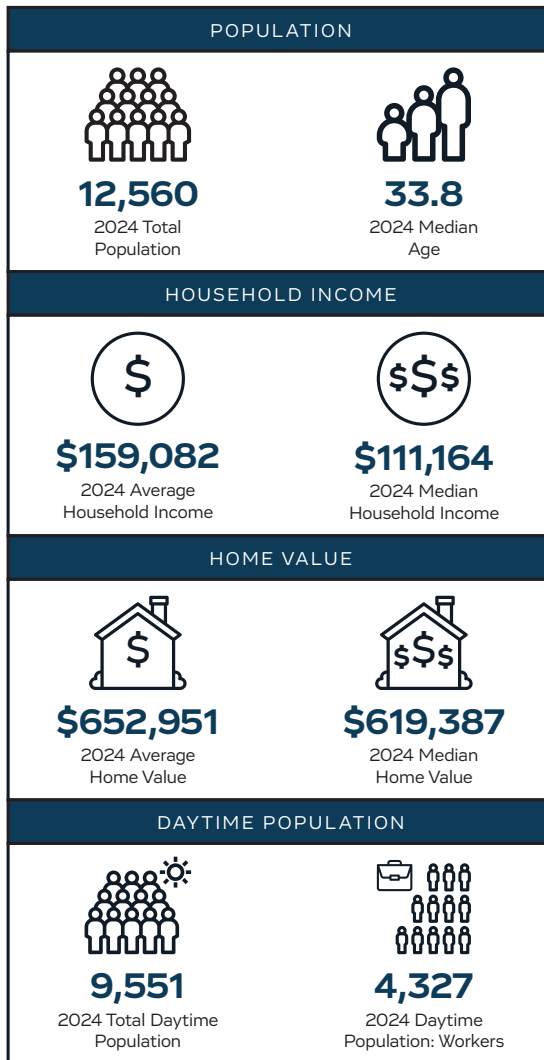 POPULATION
12,560
2024 Total
Population
33.8
2024 Median
Age
HOUSEHOLD INCOME
$
$159,082
2024 Average
Household Income
$$$
$111,164
2024 Median
Household Income
HOME VALUE
$
$652,951
2024 Average
Home Value
$$$
$619,387
2024 Median
Home Value
DAYTIME POPULATION
9,551
2024 Total Daytime
Population
4,327
2024 Daytime
Population: Workers